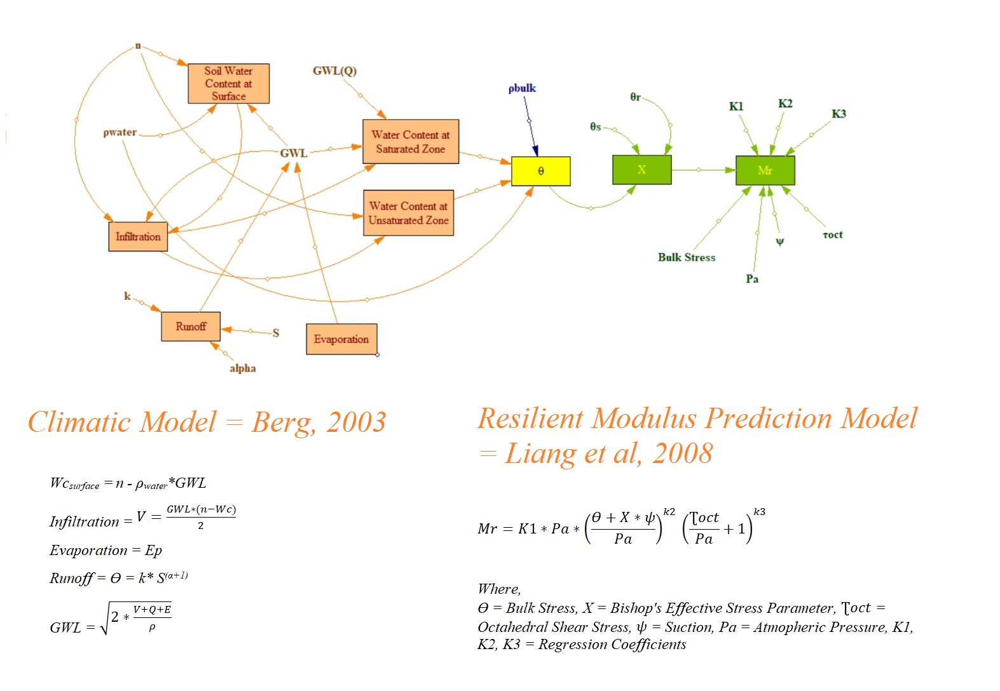 n
Soil Water
Content at
Surface
GWL(Q)
ρbulk
θr
K1
K2
K3
ρwater
θs
Water Content at
Saturated Zone
GWL
θ
X
Mr
Water Content at
Unsaturated Zone
Infiltration
ψ
τoct
Bulk Stress
Pa
k
Runoff
S
Evaporation
alpha
Climatic Model = Berg, 2003
Wcsurface = n - ρwater*GWL
Infiltration = V = GWL*(n−Wc)/2
Evaporation = Ep
Runoff = Ө = k* S(α+1)
GWL = √2 * V+Q+E/ρ
Resilient Modulus Prediction Model
= Liang et al, 2008
Mr = K1 * Pa * (Ө + X * ψ/Pa)^k2 (Ʈoct/Pa + 1)^k3
Where,
Ө = Bulk Stress, X = Bishop's Effective Stress Parameter, Ʈoct =
Octahedral Shear Stress, ψ = Suction, Pa = Atmopheric Pressure, K1,
K2, K3 = Regression Coefficients